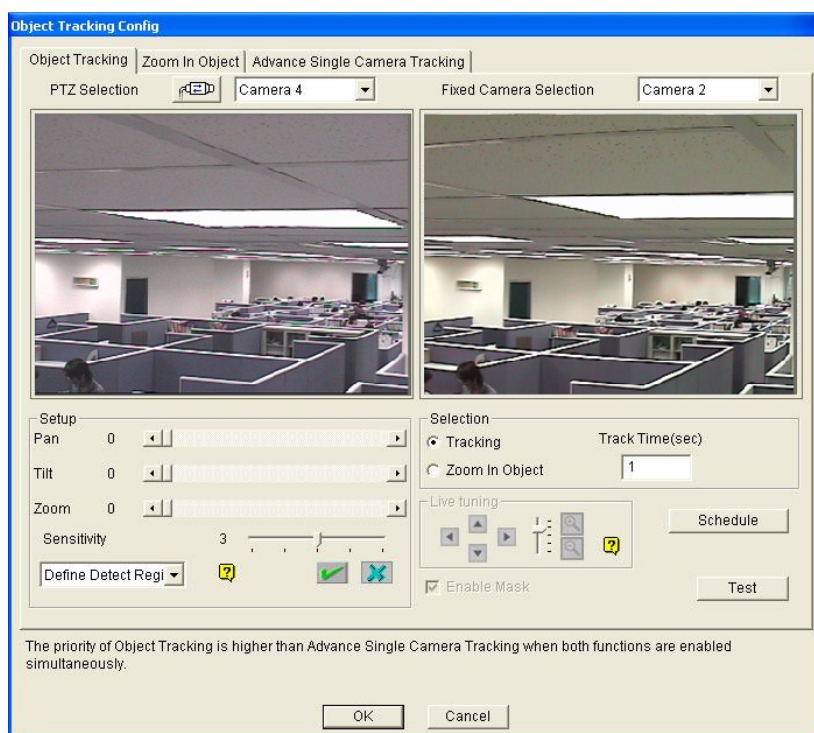 Object Tracking Config
Object Tracking Zoom In Object Advance Single Camera Tracking
PTZ Selection Camera 4 Fixed Camera Selection Camera 2
Setup
Pan 0
Tilt 0
Zoom 0
Sensitivity 3
Define Detect Regi
?
Selection
Tracking Track Time(sec)
Zoom In Object 1
Live tuning
?
Schedule
Enable Mask Test
The priority of Object Tracking is higher than Advance Single Camera Tracking when both functions are enabled
simultaneously.
OK Cancel